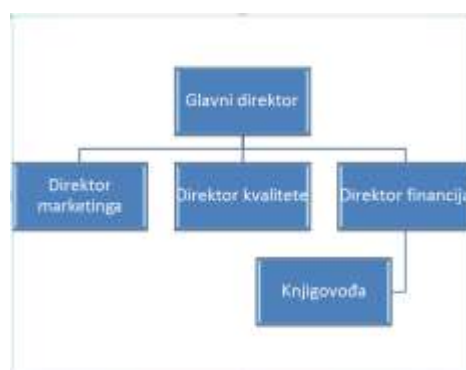 Glavni direktor
Direktor
marketinga
Direktor kvalitete
Direktor financija
Knjigovođa